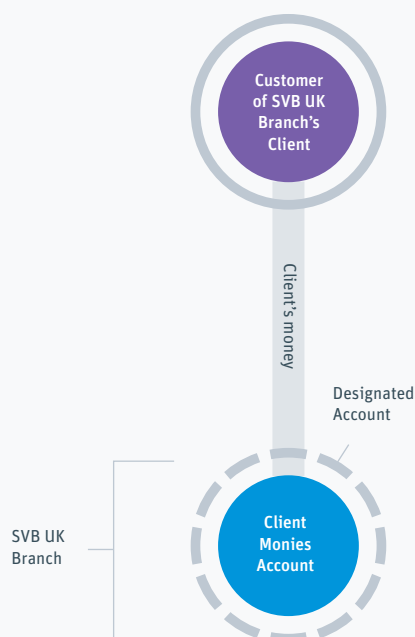 Customer
of SVB UK
Branch’s
Client
Client’s money
Designated
Account
Client
Monies
Account
SVB UK
Branch